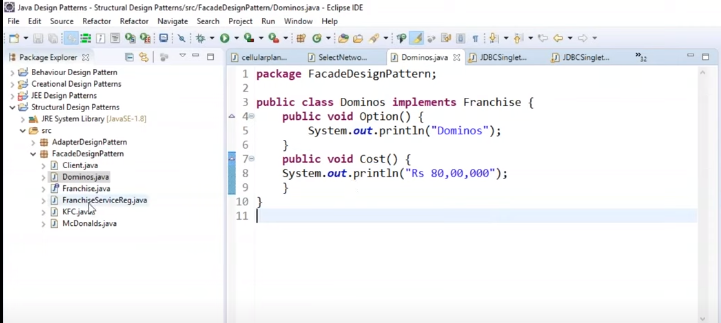 Java Design Patterns - Structural Design Patterns/src/FacadeDesignPattern/Dominos.java - Eclipse IDE
File Edit Source Refactor Refactor Navigate Search Project Run Window Help
Package Explorer
cellularplan...
SelectNetwo...
Dominos.java
JDBCSinglet...
JDBCSinglet...
»32
Behaviour Design Pattern
Creational Design Patterns
JEE Design Patterns
Structural Design Patterns
JRE System Library [JavaSE-1.8]
src
AdapterDesignPattern
FacadeDesignPattern
Client.java
Dominos.java
Franchise.java
FranchiseServiceReg.java
KFC.java
McDonalds.java
1 package FacadeDesignPattern;
2
3 public class Dominos implements Franchise {
4 public void Option() {
5 System.out.println("Dominos");
6 }
7 public void Cost() {
8 System.out.println("Rs 80,00,000");
9 }
10 }
11